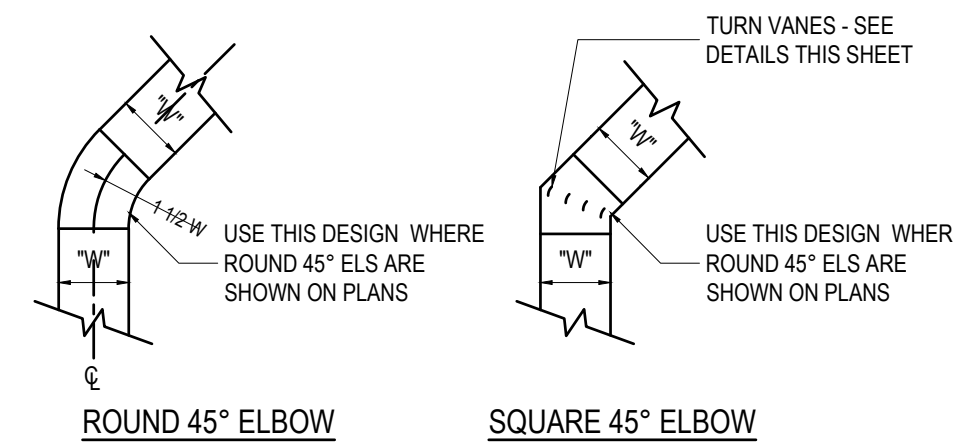 TURN VANES - SEE
DETAILS THIS SHEET
"W"
1 1/2 W
"W"
USE THIS DESIGN WHERE
ROUND 45° ELS ARE
SHOWN ON PLANS
℄
ROUND 45° ELBOW
"W"
"W"
USE THIS DESIGN WHER
ROUND 45° ELS ARE
SHOWN ON PLANS
SQUARE 45° ELBOW